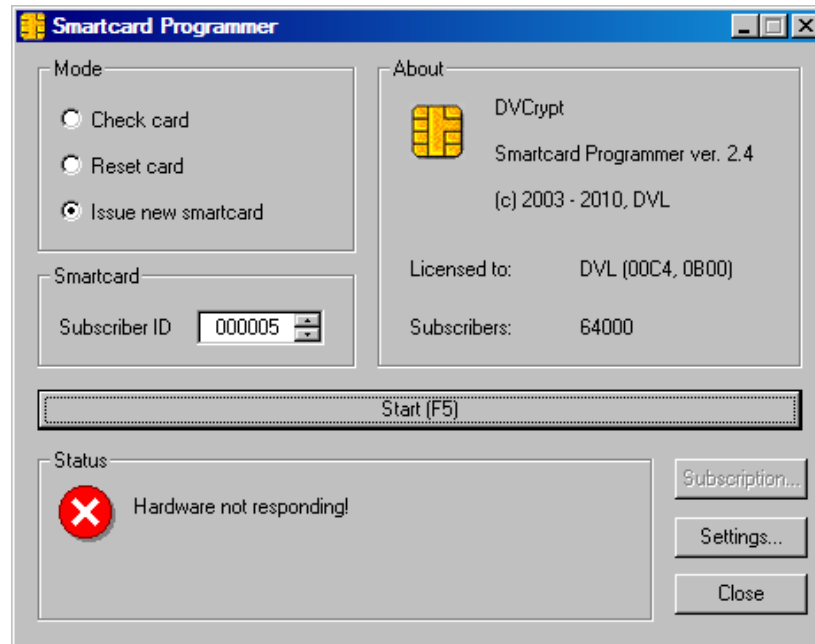 Smartcard Programmer
Mode
Check card
Reset card
Issue new smartcard
Smartcard
Subscriber ID 000005
About
DVCrypt
Smartcard Programmer ver. 2.4
(c) 2003 - 2010, DVL
Licensed to: DVL (00C4, 0B00)
Subscribers: 64000
Start (F5)
Status
Hardware not responding!
Subscription...
Settings...
Close